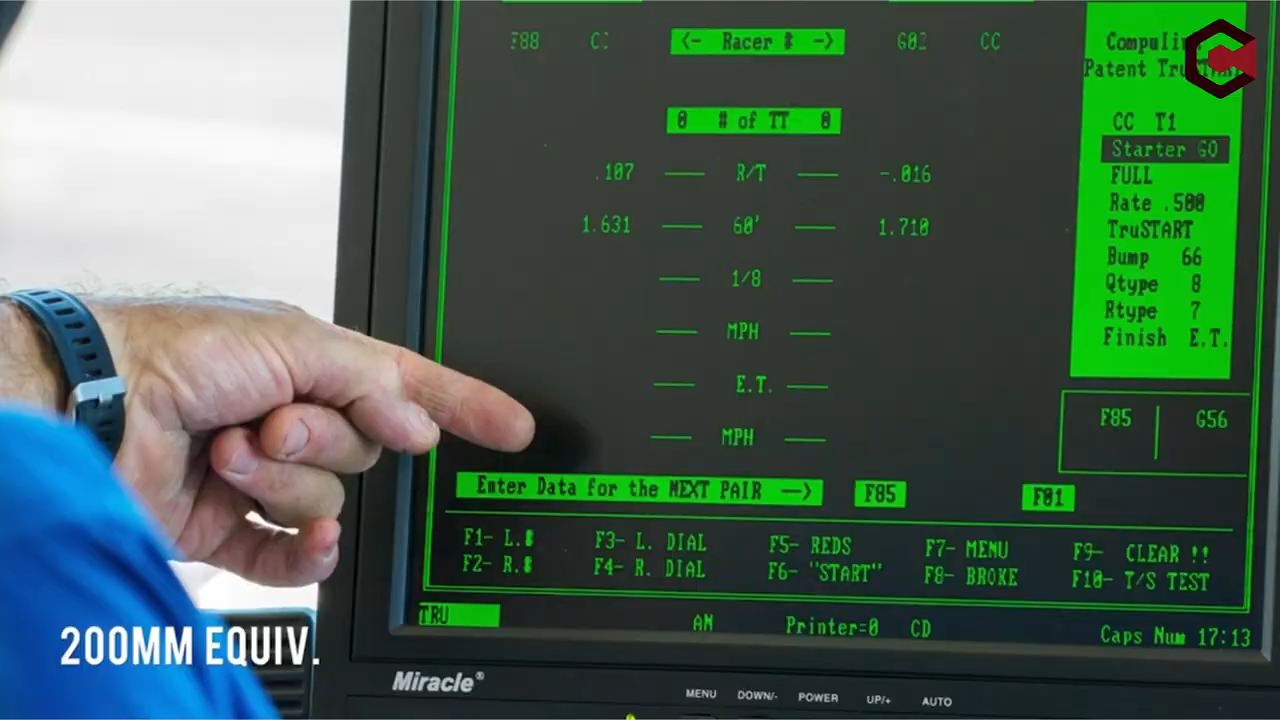 F88 CC <- Racer # -> G02 CC
0 # of TT 0
.107 R/T -.016
1.631 60' 1.710
1/8
MPH
E.T.
MPH
Enter Data for the NEXT PAIR —> F85 F01
F1- L.# F3- L. DIAL F5- REDS F7- MENU F9- CLEAR !!
F2- R.# F4- R. DIAL F6- "START" F8- BROKE F10- T/S TEST
TRU AM Printer=0 CD Caps Num 17:13
Patent
CC T1
Starter GO
FULL
Rate .500
TruSTART
Bump 66
Qtype 8
Rtype 7
Finish E.T.
F85 G56
Miracle®
MENU DOWN/- POWER UP/+ AUTO
200MM EQUIV.